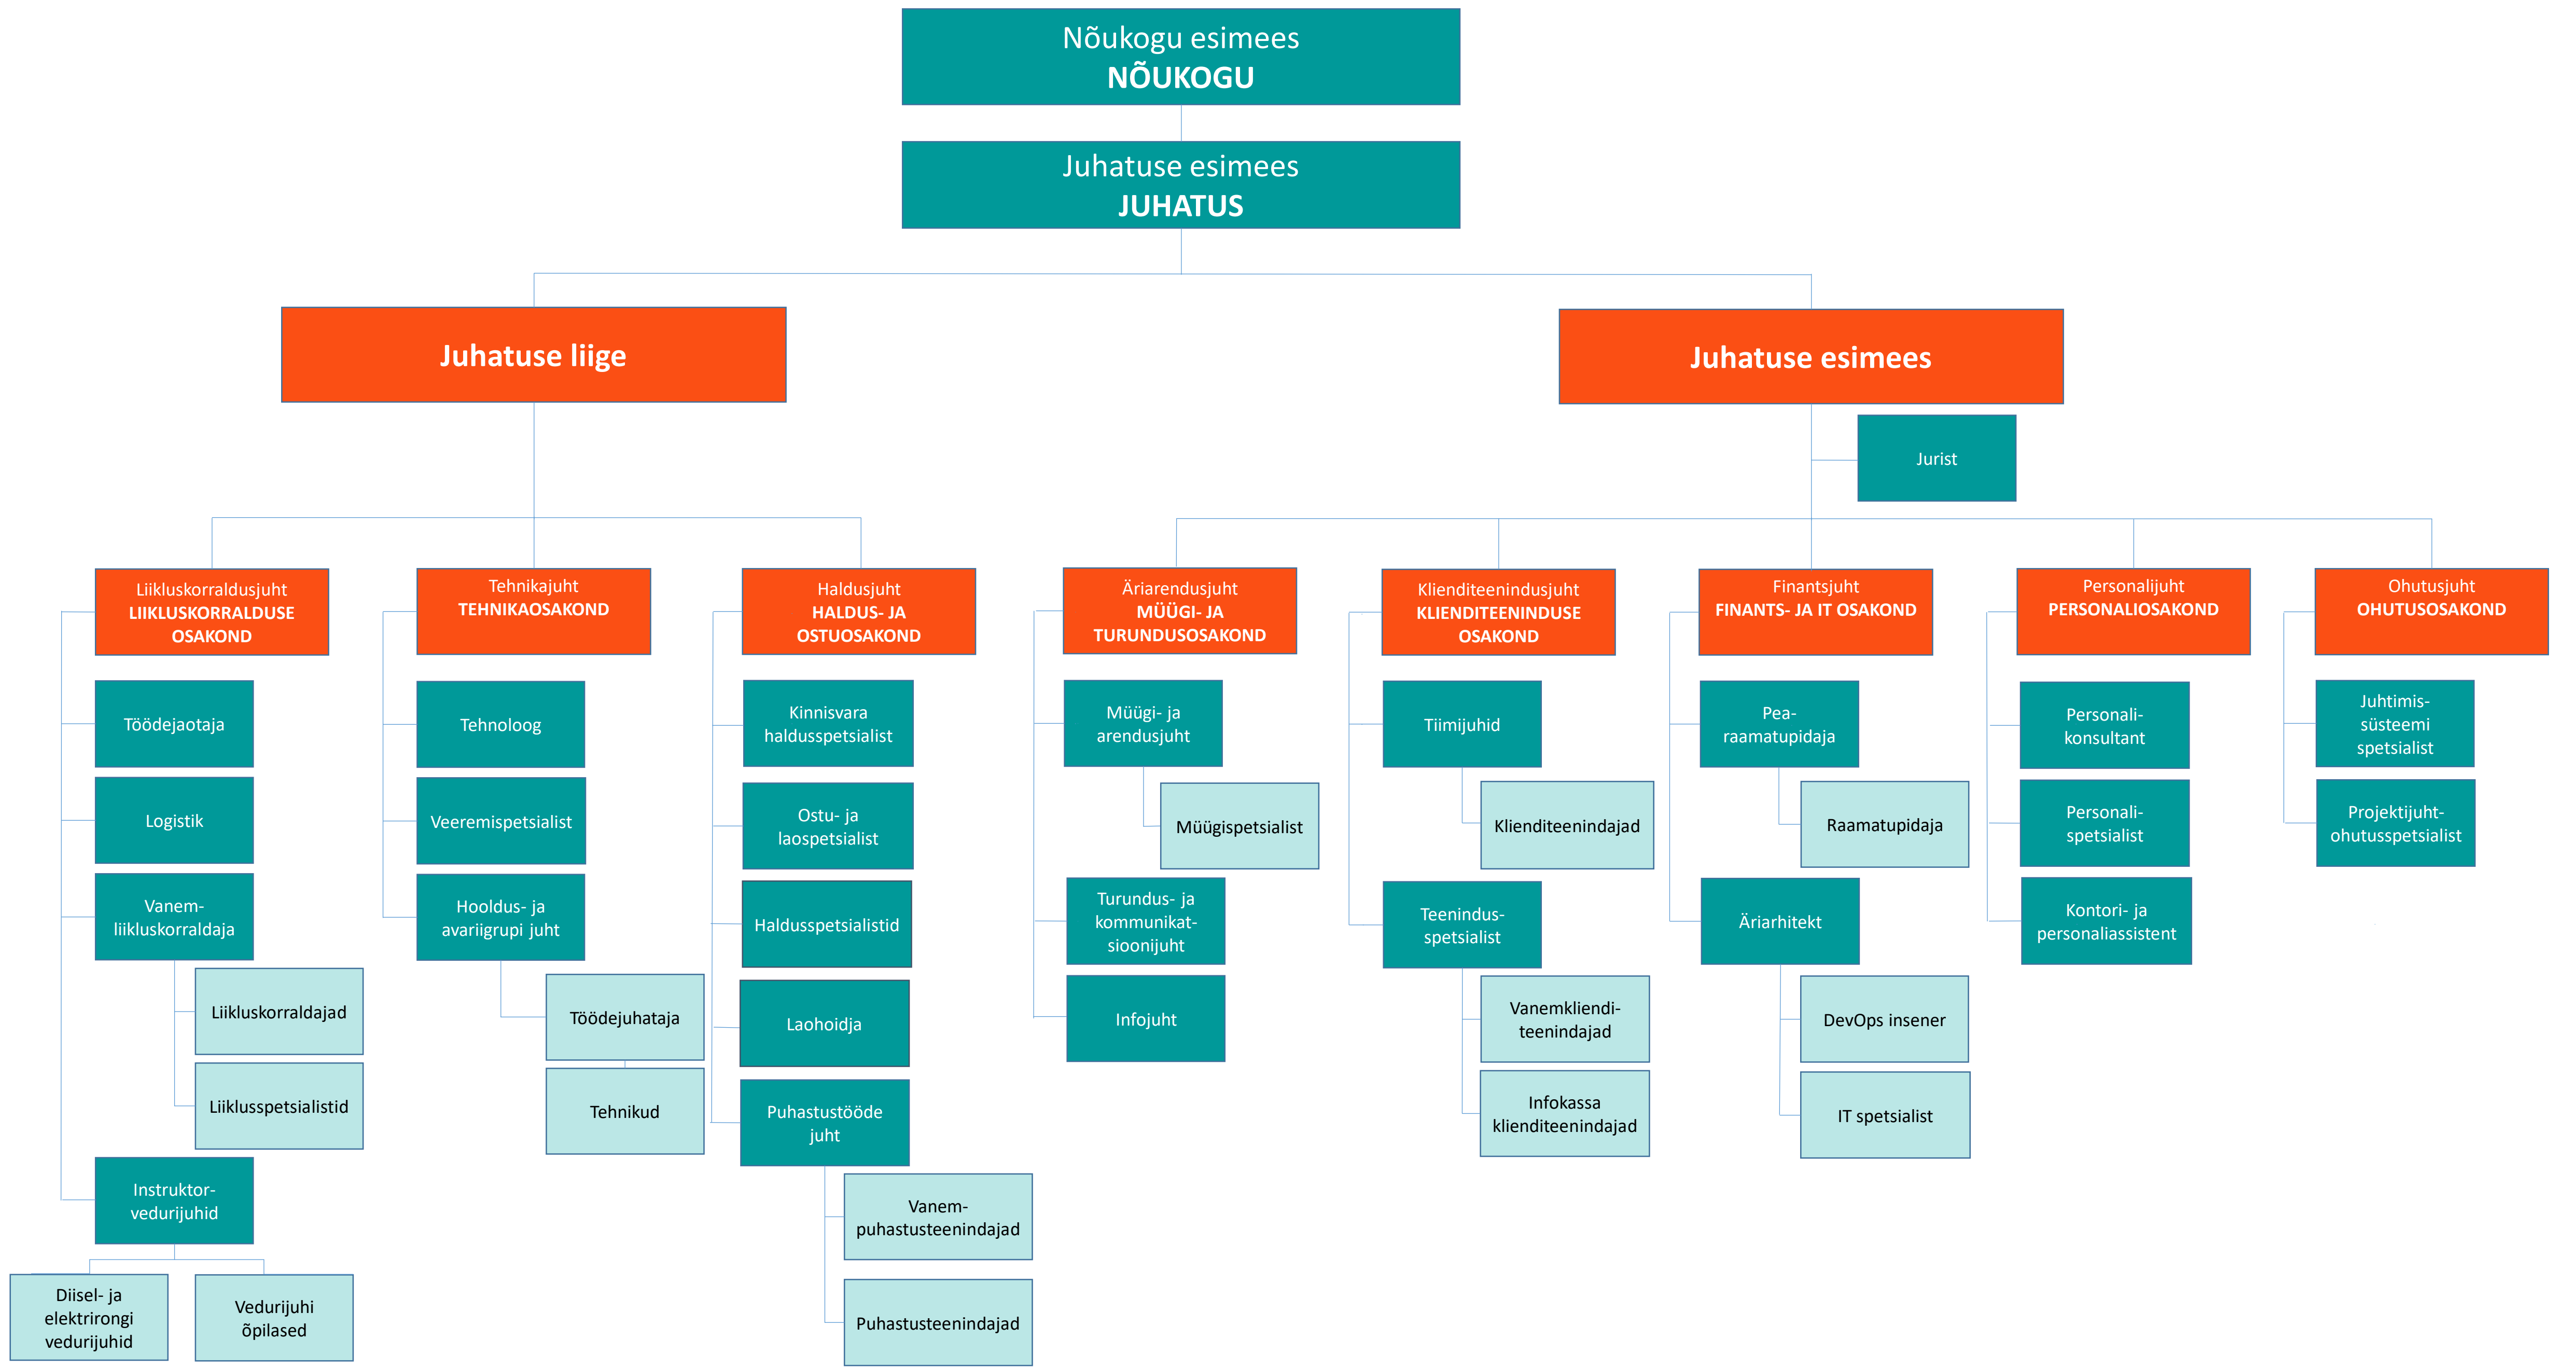 Nõukogu esimees
NÕUKOGU
Juhatuse esimees
JUHATUS
Juhatuse liige
Juhatuse esimees
Jurist
Liikluskorraldusjuht
LIIKLUSKORRALDUSE
OSAKOND
Töödejaotaja
Logistik
Vanem-
liikluskorraldaja
Liikluskorraldajad
Liiklusspetsialistid
Instruktor-
vedurijuhid
Diisel- ja
elektrirongi
vedurijuhid
Vedurijuhi
õpilased
Tehnikajuht
TEHNIKAOSAKOND
Tehnoloog
Veeremispetsialist
Hooldus- ja
avariigrupi juht
Töödejuhataja
Tehnikud
Haldusjuht
HALDUS- JA
OSTUOSAKOND
Kinnisvara
haldusspetsialist
Ostu- ja
laospetsialist
Haldusspetsialistid
Laohoidja
Puhastustööde
juht
Vanem-
puhastusteenindajad
Puhastusteenindajad
Äriarendusjuht
MÜÜGI- JA
TURUNDUSOSAKOND
Müügi- ja
arendusjuht
Müügispetsialist
Turundus- ja
kommunikat-
sioonijuht
Infojuht
Klienditeenindusjuht
KLIENDITEENINDUSE
OSAKOND
Tiimijuhid
Klienditeenindajad
Teenindus-
spetsialist
Vanemkliendi-
teenindajad
Infokassa
klienditeenindajad
Finantsjuht
FINANTS- JA IT OSAKOND
Pea-
raamatupidaja
Raamatupidaja
Äriarhitekt
DevOps insener
IT spetsialist
Personalijuht
PERSONALIOSAKOND
Personali-
konsultant
Personali-
spetsialist
Kontori- ja
personaliassistent
Ohutusjuht
OHUTUSOSAKOND
Juhtimis-
süsteemi
spetsialist
Projektijuht-
ohutusspetsialist